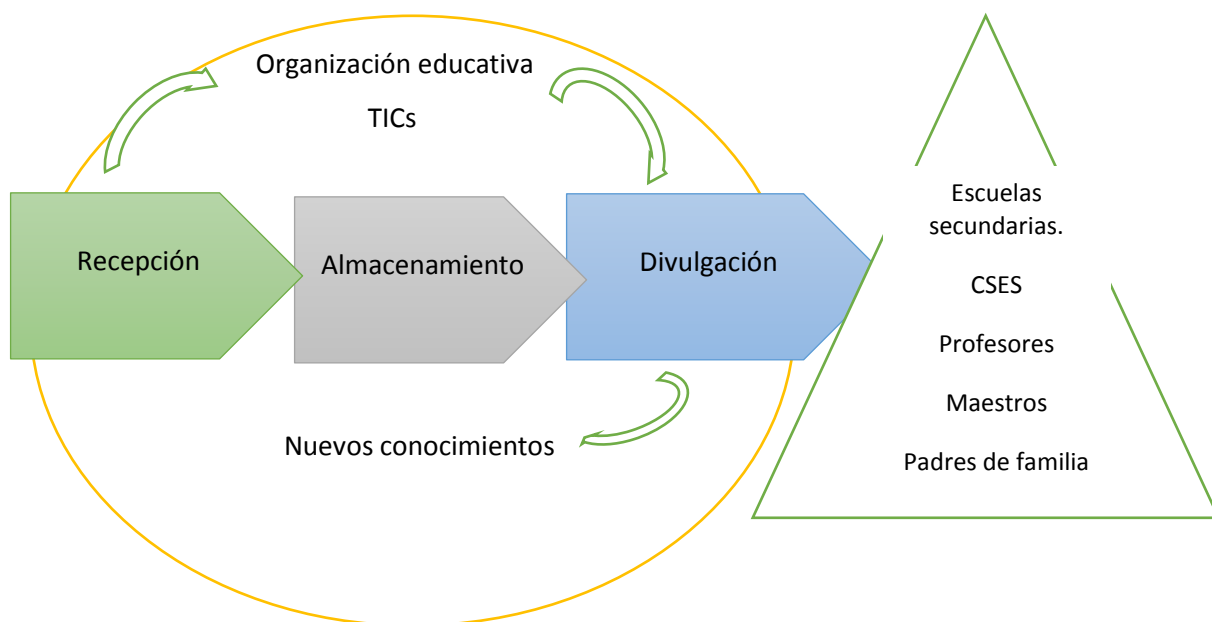 Organización educativa
TICs
Recepción
Almacenamiento
Divulgación
Nuevos conocimientos
Escuelas
secundarias.
CSES
Profesores
Maestros
Padres de familia